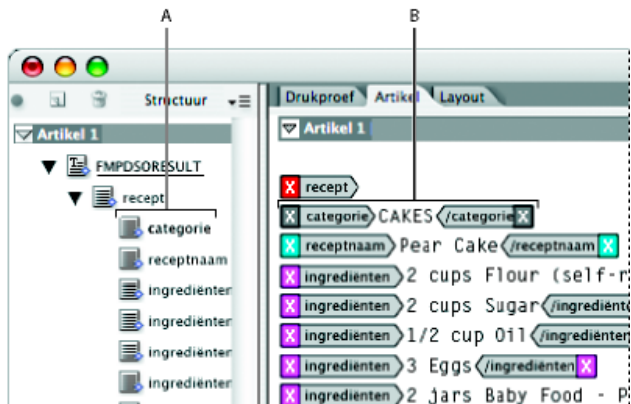 A B
Structuur
Drukproef Artikel Layout
Artikel 1
FMPDSORESULT
recept
categorie
receptnaam
ingrediënten
ingrediënten
ingrediënten
ingrediënten
Artikel 1
X recept
X categorie CAKES /categorie X
X receptnaam Pear Cake /receptnaam X
X ingrediënten 2 cups Flour (self-r
X ingrediënten 2 cups Sugar /ingrediënt
X ingrediënten 1/2 cup Oil /ingrediënten
X ingrediënten 3 Eggs /ingrediënten X
X ingrediënten 2 jars Baby Food - P